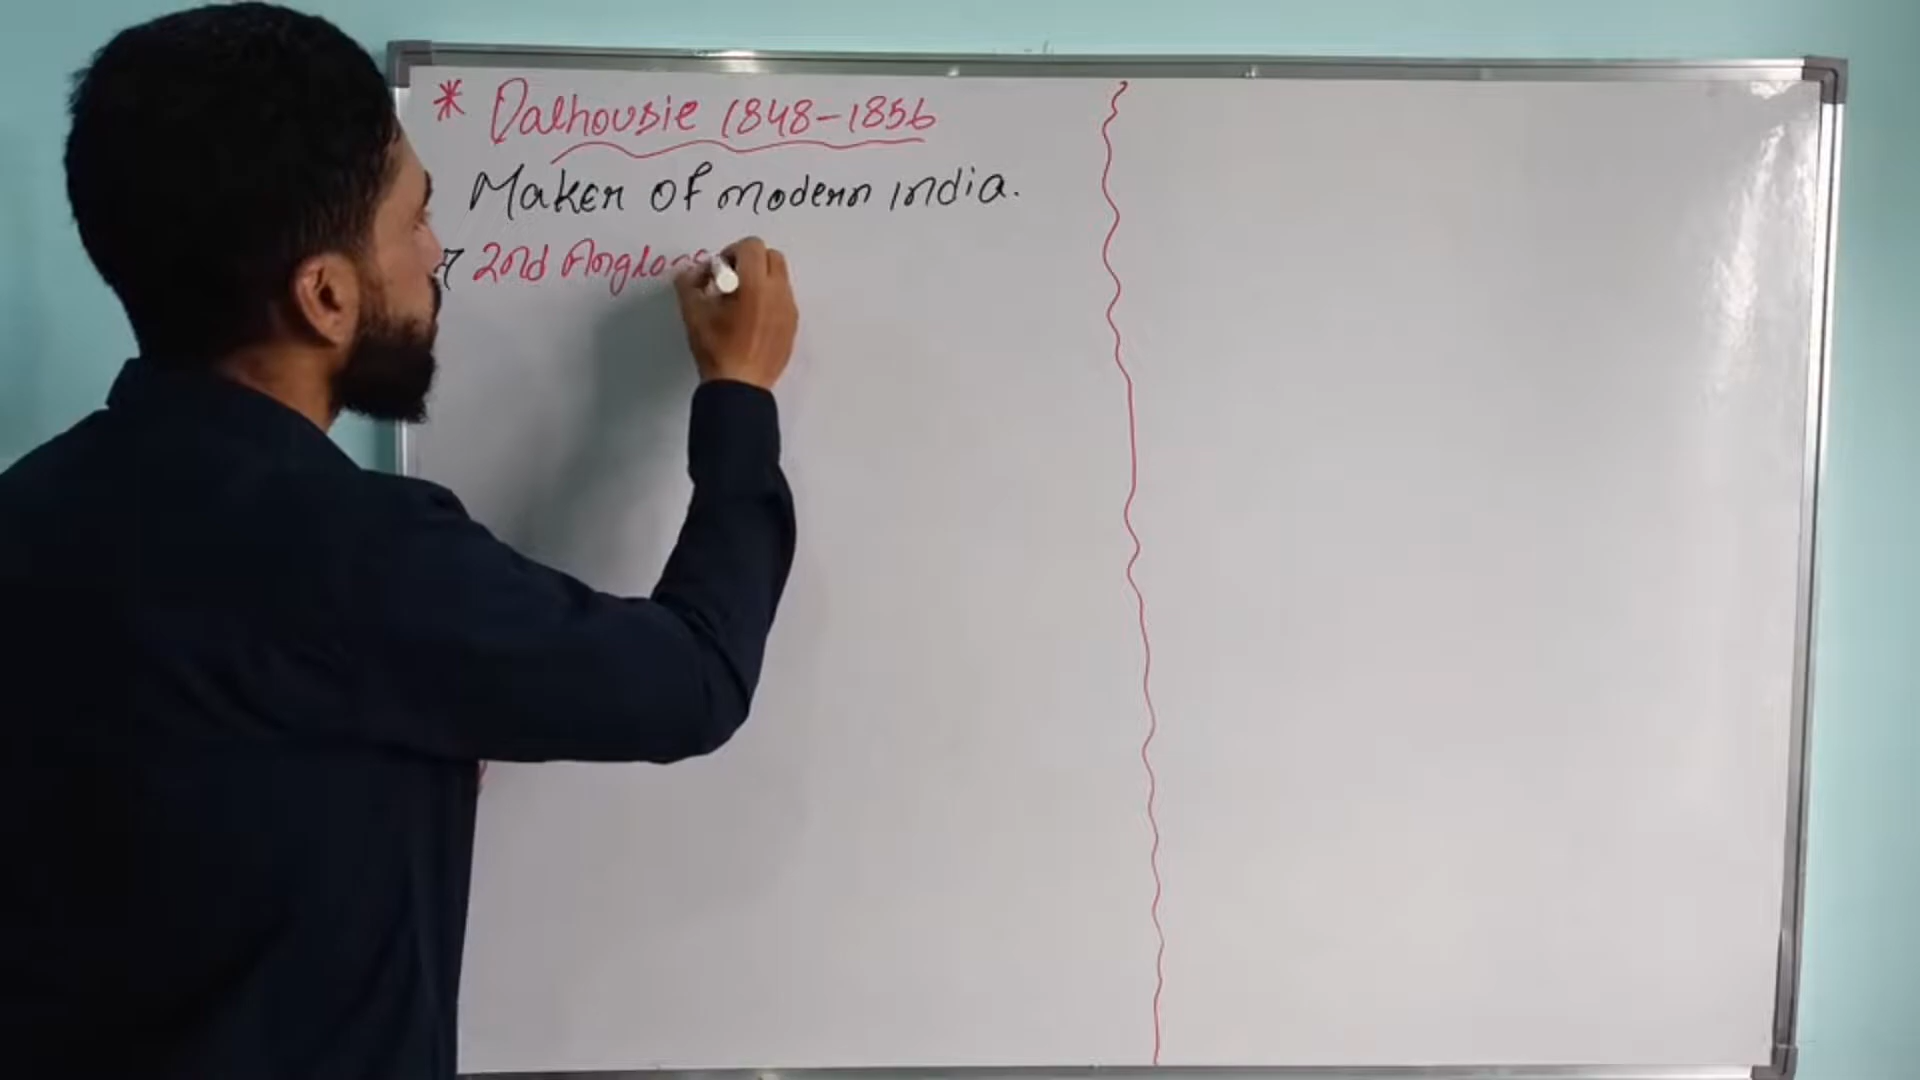 * Dalhousie 1848-1856
Maker of modern india.
2nd Anglo